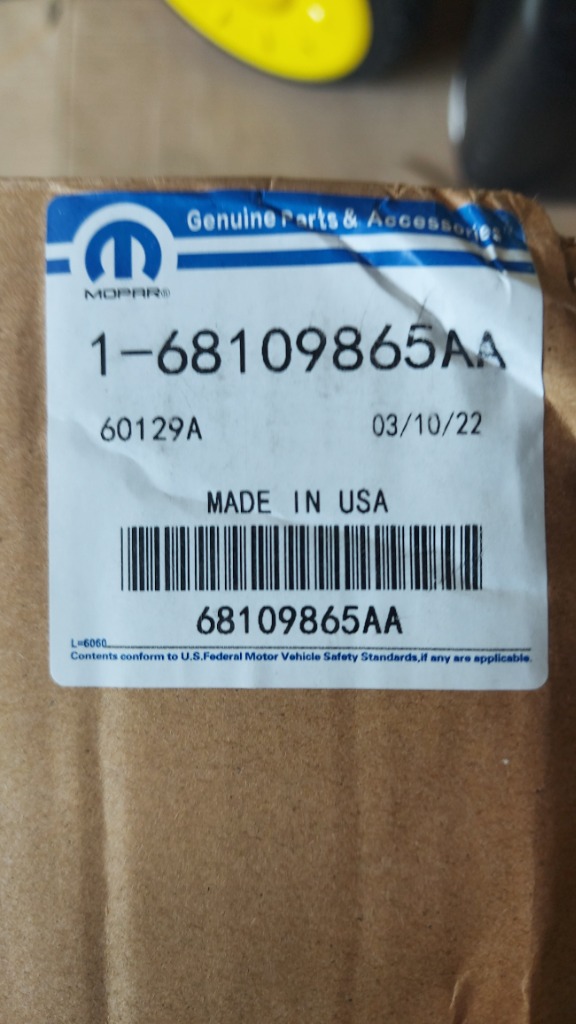 Genuine Parts & Accessories
MOPAR®
1-68109865AA
60129A 03/10/22
MADE IN USA
68109865AA
L=6060
Contents conform to U.S.Federal Motor Vehicle Safety Standards,if any are applicable.